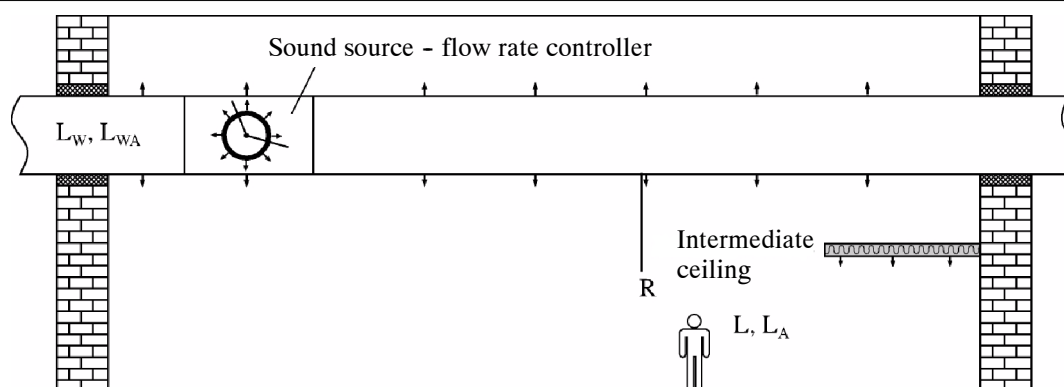 Sound source – flow rate controller
L_W, L_WA
Intermediate
ceiling
R
L, L_A